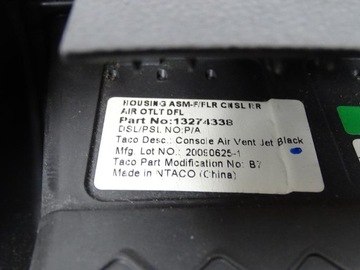 HOUSING ASM-F/FLR CNSL RR
AIR OTLT DFL
Part No:13274338
DSL/PSL NO:P/A
Taco Desc.: Console Air Vent Jet Black
Mfg. Lot NO.: 20090625-1
Taco Part Modification No: B7
Made in NTACO (China)